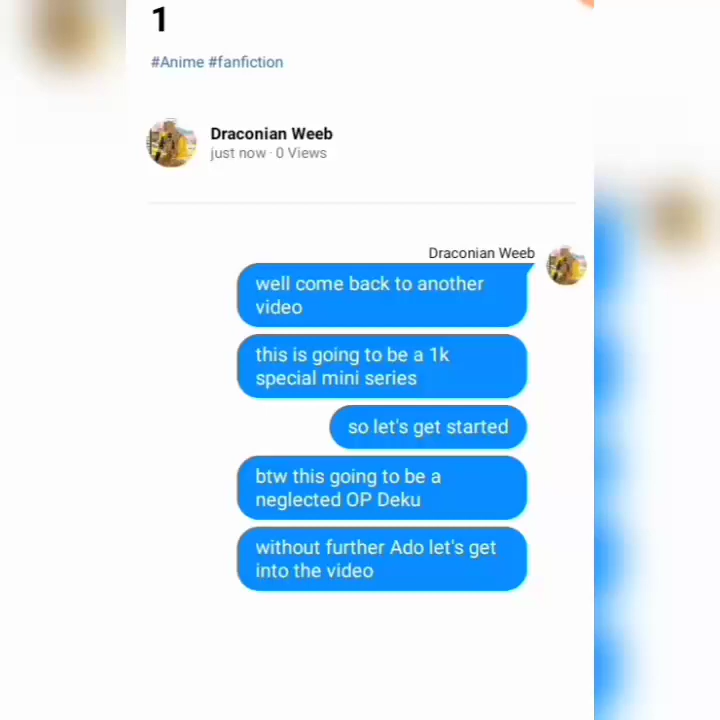 1
#Anime #fanfiction
Draconian Weeb
just now · 0 Views
Draconian Weeb
well come back to another
video
this is going to be a 1k
special mini series
so let's get started
btw this going to be a
neglected OP Deku
without further Ado let's get
into the video